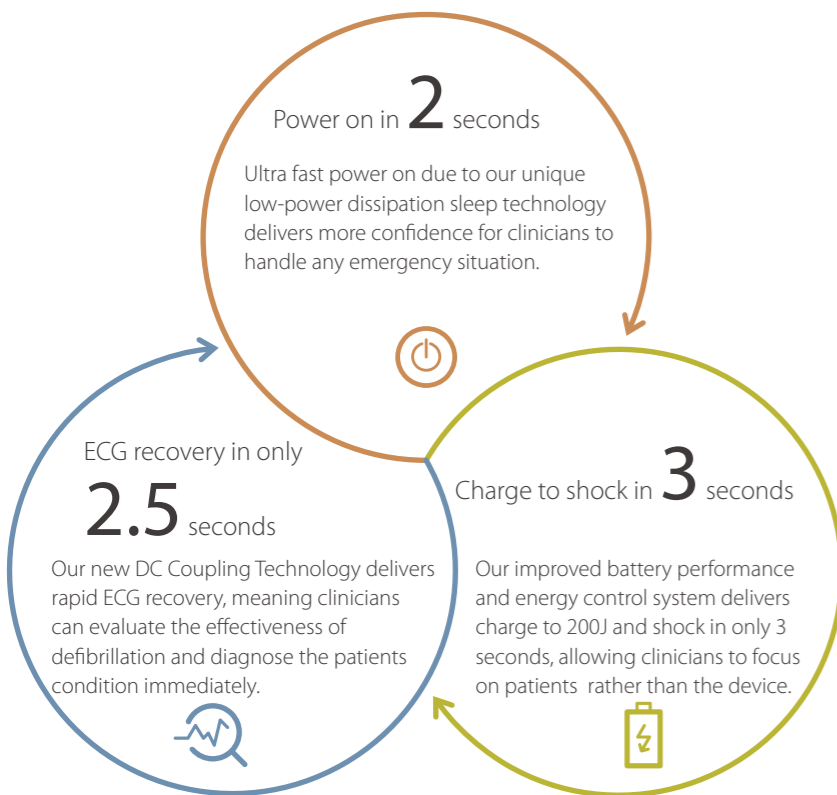 Power on in 2 seconds
Ultra fast power on due to our unique
low-power dissipation sleep technology
delivers more confidence for clinicians to
handle any emergency situation.
ECG recovery in only
2.5 seconds
Our new DC Coupling Technology delivers
rapid ECG recovery, meaning clinicians
can evaluate the effectiveness of
defibrillation and diagnose the patients
condition immediately.
Charge to shock in 3 seconds
Our improved battery performance
and energy control system delivers
charge to 200J and shock in only 3
seconds, allowing clinicians to focus
on patients rather than the device.